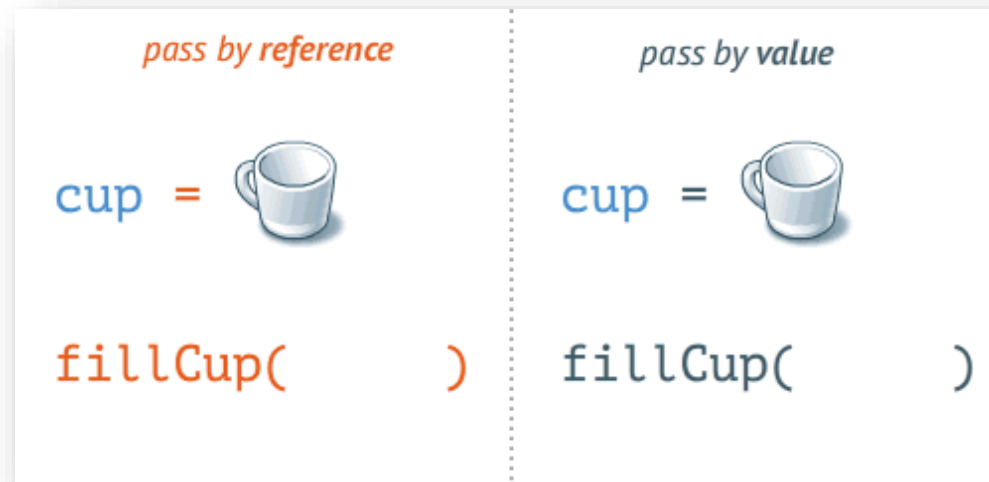 pass by reference
cup =
fillCup( )
pass by value
cup =
fillCup( )